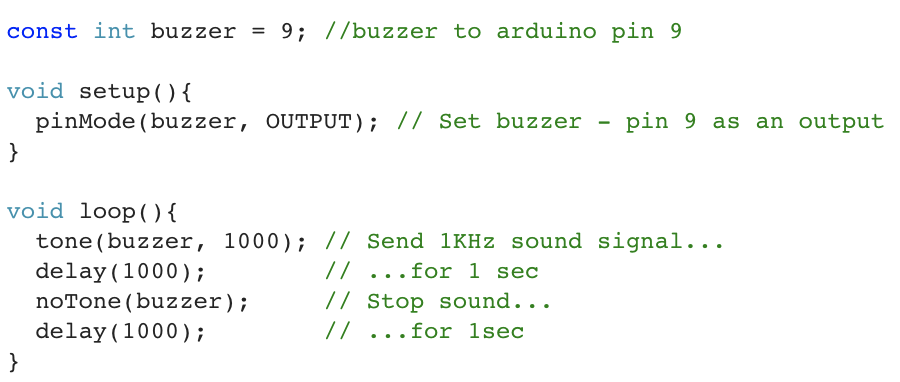 const int buzzer = 9; //buzzer to arduino pin 9

void setup(){
  pinMode(buzzer, OUTPUT); // Set buzzer - pin 9 as an output
}

void loop(){
  tone(buzzer, 1000); // Send 1KHz sound signal...
  delay(1000);        // ...for 1 sec
  noTone(buzzer);     // Stop sound...
  delay(1000);        // ...for 1sec
}